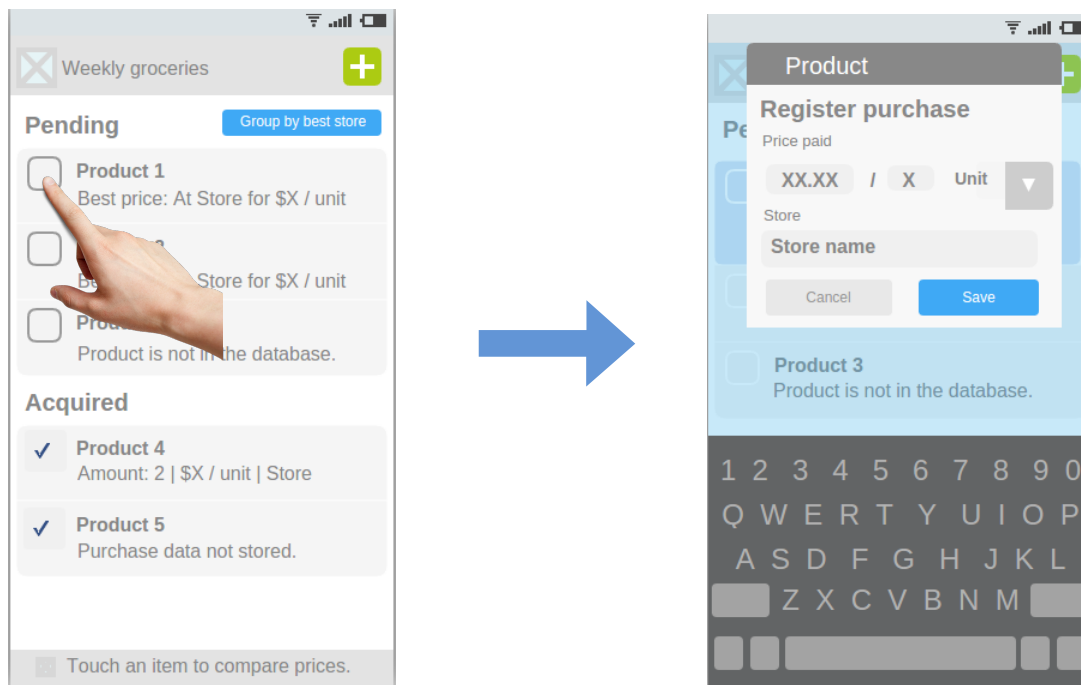 Weekly groceries
Pending
Group by best store
Product 1
Best price: At Store for $X / unit
Store for $X / unit
Product is not in the database.
Acquired
Product 4
Amount: 2 | $X / unit | Store
Product 5
Purchase data not stored.
Touch an item to compare prices.
Product
Register purchase
Price paid
XX.XX / X Unit
Store
Store name
Cancel
Save
Product 3
Product is not in the database.
1 2 3 4 5 6 7 8 9 0
Q W E R T Y U I O P
A S D F G H J K L
Z X C V B N M